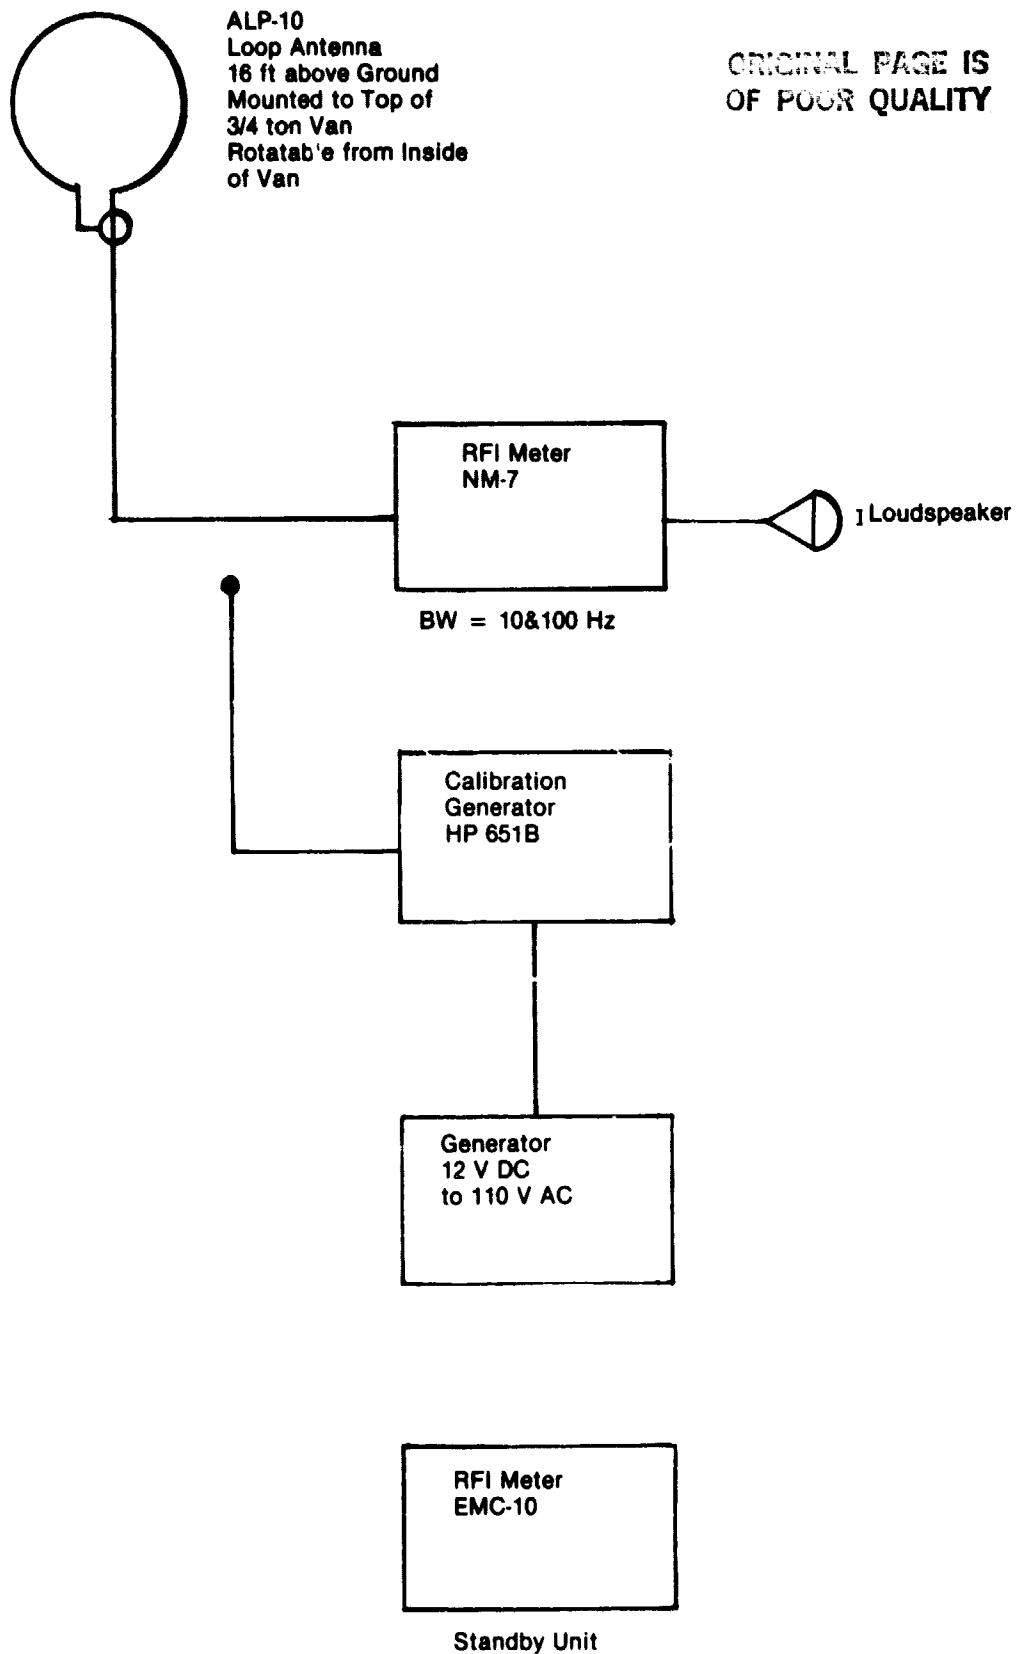 ALP-10
Loop Antenna
16 ft above Ground
Mounted to Top of
3/4 ton Van
Rotatab'e from Inside
of Van
ORIGINAL PAGE IS
OF POOR QUALITY
RFI Meter
NM-7
I Loudspeaker
BW = 10&100 Hz
Calibration
Generator
HP 651B
Generator
12 V DC
to 110 V AC
RFI Meter
EMC-10
Standby Unit